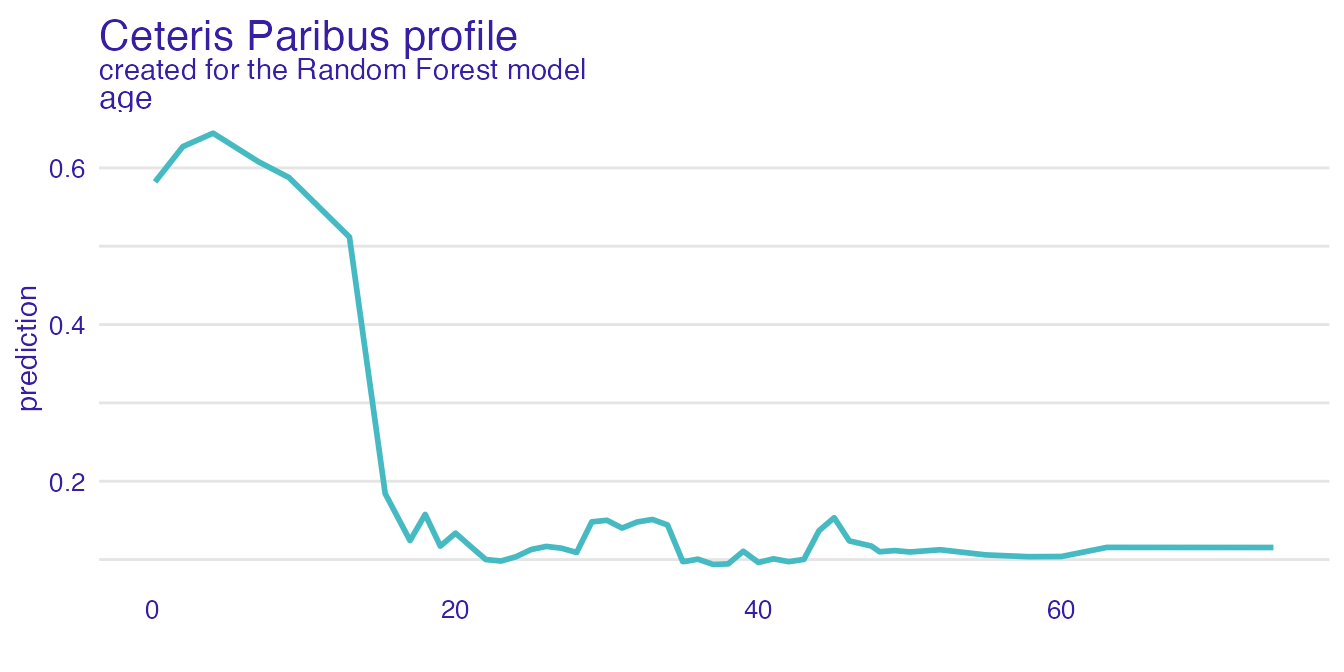 Ceteris Paribus profile
created for the Random Forest model
age
0.6
0.4
0.2
prediction
0 20 40 60